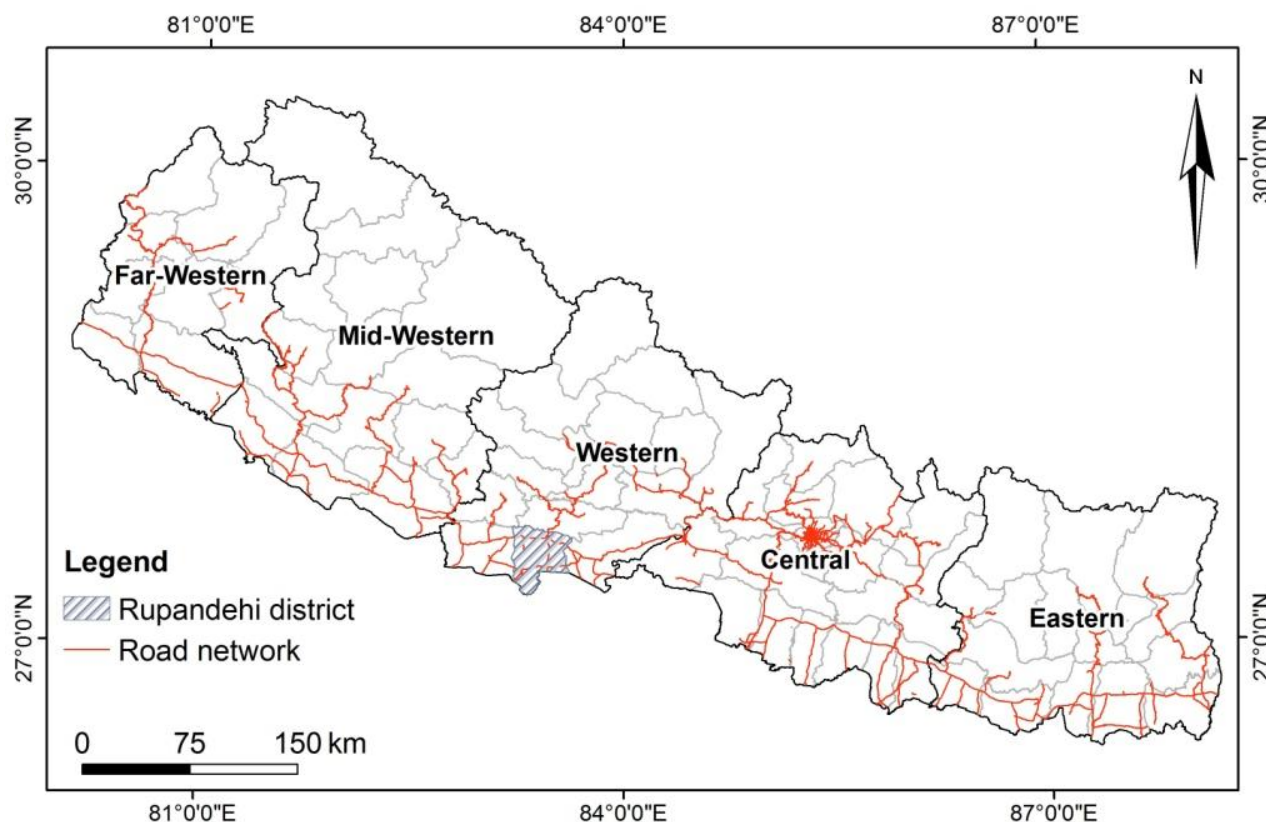 81°0'0"E
84°0'0"E
87°0'0"E
N
30°0'0"N
30°0'0"N
Far-Western
Mid-Western
Western
Central
Eastern
27°0'0"N
27°0'0"N
Legend
Rupandehi district
Road network
0 75 150 km
81°0'0"E
84°0'0"E
87°0'0"E